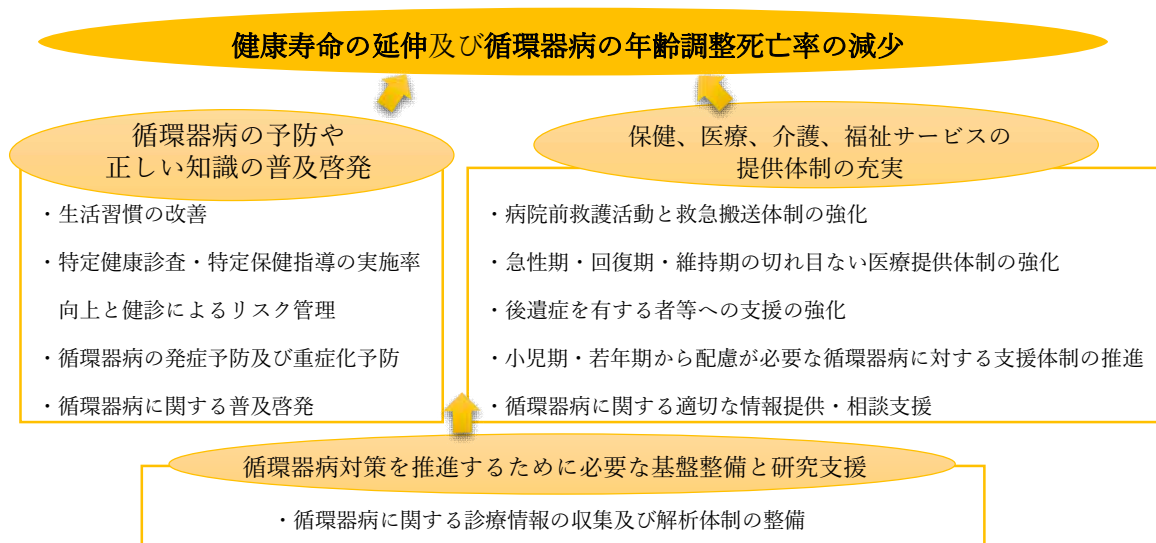 健康寿命の延伸及び循環器病の年齢調整死亡率の減少
循環器病の予防や
正しい知識の普及啓発
・生活習慣の改善
・特定健康診査・特定保健指導の実施率
向上と健診によるリスク管理
・循環器病の発症予防及び重症化予防
・循環器病に関する普及啓発
保健、医療、介護、福祉サービスの
提供体制の充実
・病院前救護活動と救急搬送体制の強化
・急性期・回復期・維持期の切れ目ない医療提供体制の強化
・後遺症を有する者等への支援の強化
・小児期・若年期から配慮が必要な循環器病に対する支援体制の推進
・循環器病に関する適切な情報提供・相談支援
循環器病対策を推進するために必要な基盤整備と研究支援
・循環器病に関する診療情報の収集及び解析体制の整備